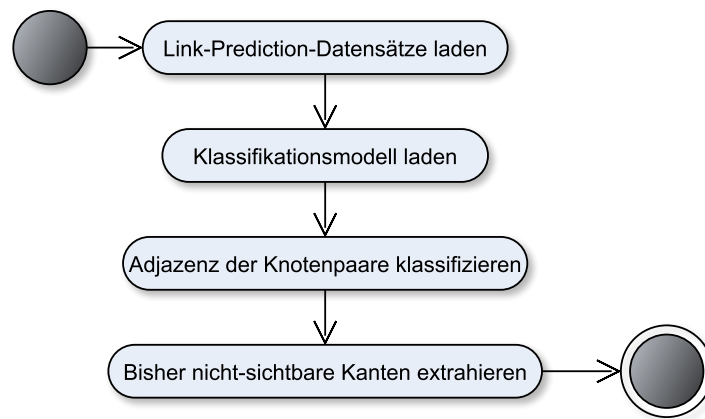 Link-Prediction-Datensätze laden
Klassifikationsmodell laden
Adjazenz der Knotenpaare klassifizieren
Bisher nicht-sichtbare Kanten extrahieren